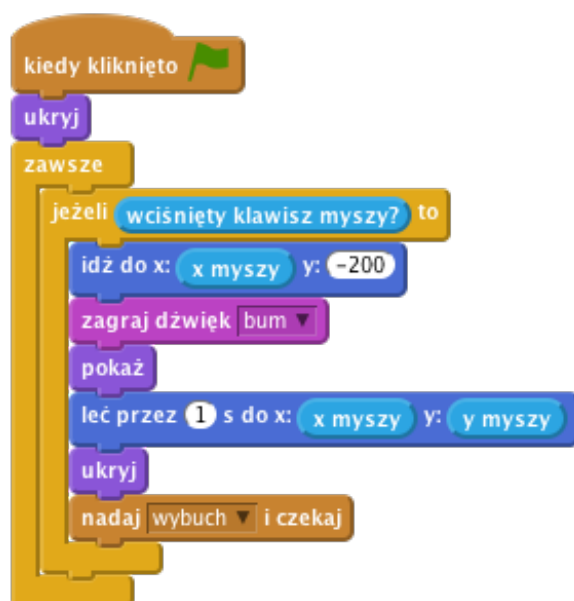 kiedy kliknięto
ukryj
zawsze
jeżeli wciśnięty klawisz myszy? to
idź do x: x myszy y: -200
zagraj dźwięk bum
pokaż
leć przez 1 s do x: x myszy y: y myszy
ukryj
nadaj wybuch i czekaj